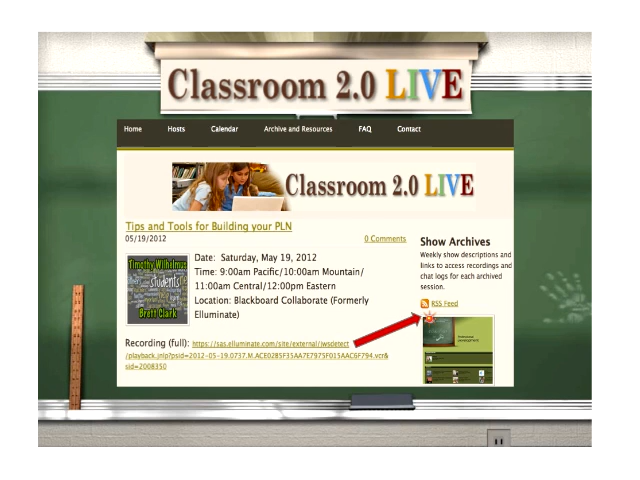 Classroom 2.0 LIVE
Home Hosts Calendar Archive and Resources FAQ Contact
Classroom 2.0 LIVE
Tips and Tools for Building your PLN
05/19/2012 0 Comments
Timothy Wilhelmus
students
Brett Clark
Date: Saturday, May 19, 2012
Time: 9:00am Pacific/10:00am Mountain/
11:00am Central/12:00pm Eastern
Location: Blackboard Collaborate (Formerly
Elluminate)
Recording (full): https://sas.elluminate.com/site/external/jwsdetect
/playback.jnlp?psid=2012-05-19.0737.M.ACE02B5F35AA7E7975F015AAC6F794.vcr&
sid=2008350
Show Archives
Weekly show descriptions and
links to access recordings and
chat logs for each archived
session.
RSS Feed